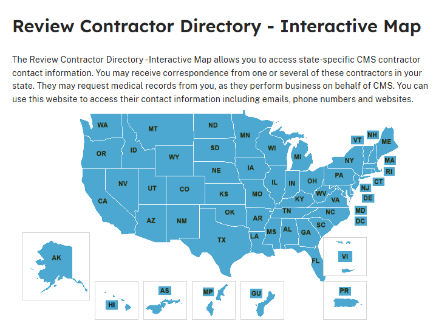 Review Contractor Directory - Interactive Map
The Review Contractor Directory - Interactive Map allows you to access state-specific CMS contractor
contact information. You may receive correspondence from one or several of these contractors in your
state. They may request medical records from you, as they perform business on behalf of CMS. You can
use this website to access their contact information including emails, phone numbers and websites.
WA
MT
ND
MN
OR
ID
WY
SD
WI
MI
VT
NH
ME
NY
MA
RI
CT
NV
UT
CO
NE
IA
IL
IN
OH
PA
NJ
DE
CA
KS
MO
KY
WV
VA
MD
DC
AZ
NM
OK
AR
TN
NC
SC
TX
LA
MS
AL
GA
FL
AK
HI
AS
MP
GU
VI
PR